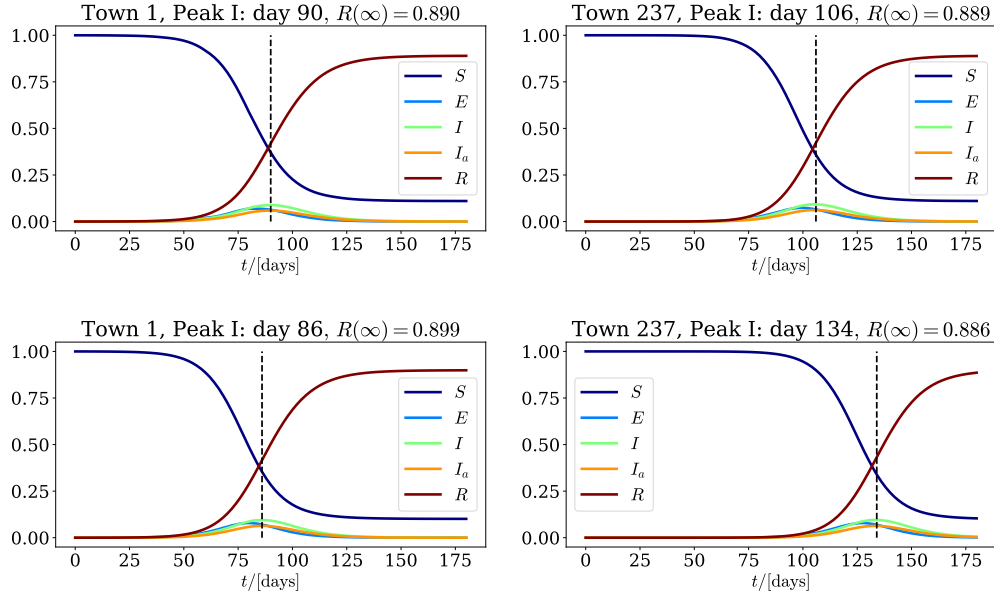 Town 1, Peak I: day 90, R(∞) = 0.890
1.00
0.75
0.50
0.25
0.00
S
E
I
I_a
R
0 25 50 75 100 125 150 175
t/[days]
Town 237, Peak I: day 106, R(∞) = 0.889
1.00
0.75
0.50
0.25
0.00
S
E
I
I_a
R
0 25 50 75 100 125 150 175
t/[days]
Town 1, Peak I: day 86, R(∞) = 0.899
1.00
0.75
0.50
0.25
0.00
S
E
I
I_a
R
0 25 50 75 100 125 150 175
t/[days]
Town 237, Peak I: day 134, R(∞) = 0.886
1.00
0.75
0.50
0.25
0.00
S
E
I
I_a
R
0 25 50 75 100 125 150 175
t/[days]